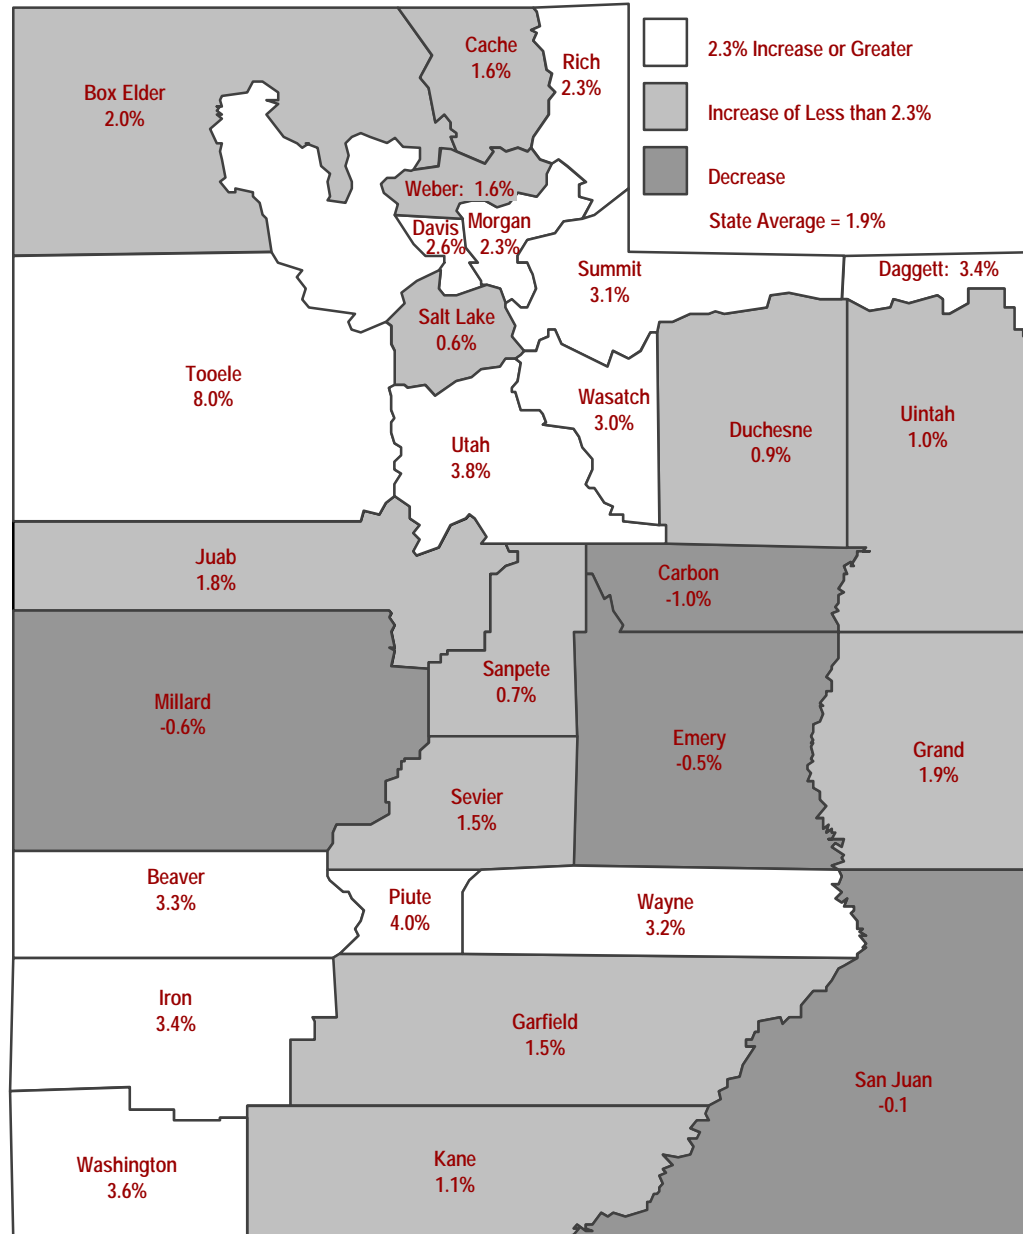 Cache
1.6%
Rich
2.3%
2.3% Increase or Greater
Box Elder
2.0%
Increase of Less than 2.3%
Decrease
Weber:  1.6%
State Average = 1.9%
Davis
2.6%
Morgan
2.3%
Summit
3.1%
Daggett:  3.4%
Salt Lake
0.6%
Tooele
8.0%
Wasatch
3.0%
Utah
3.8%
Duchesne
0.9%
Uintah
1.0%
Juab
1.8%
Carbon
-1.0%
Sanpete
0.7%
Millard
-0.6%
Emery
-0.5%
Grand
1.9%
Sevier
1.5%
Beaver
3.3%
Piute
4.0%
Wayne
3.2%
Iron
3.4%
Garfield
1.5%
San Juan
-0.1
Kane
1.1%
Washington
3.6%